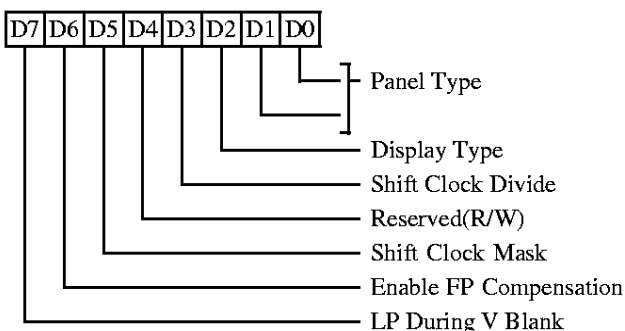 D7 D6 D5 D4 D3 D2 D1 D0
Panel Type
Display Type
Shift Clock Divide
Reserved(R/W)
Shift Clock Mask
Enable FP Compensation
LP During V Blank